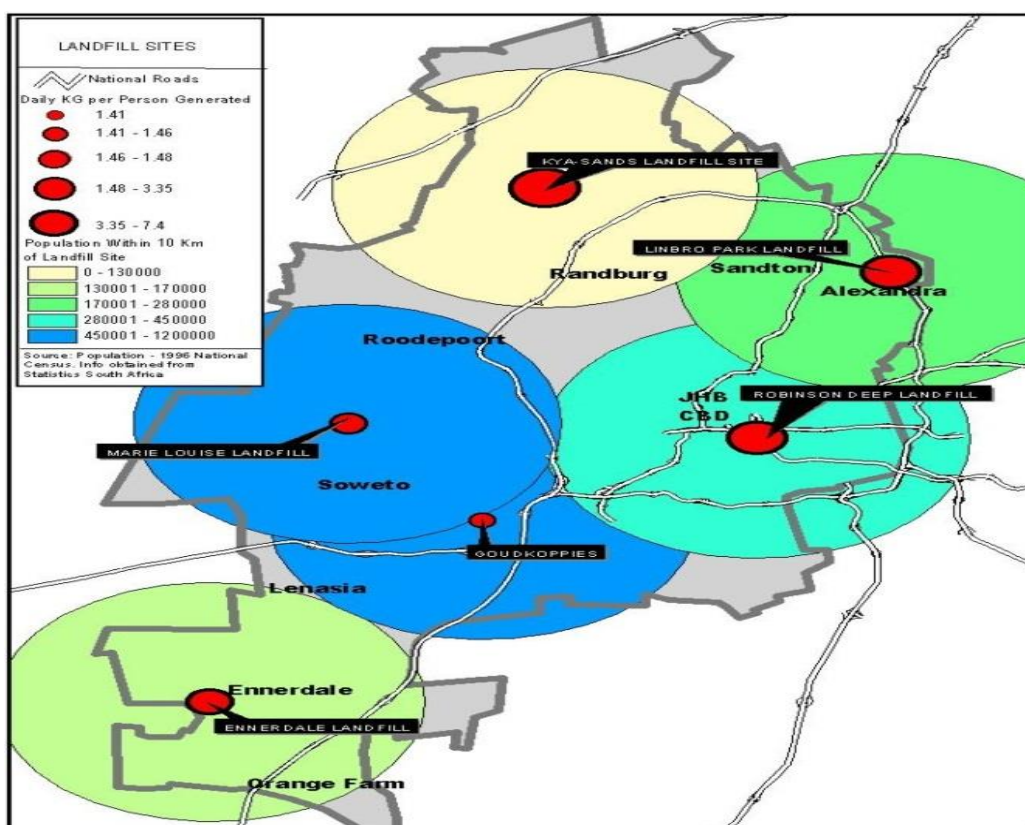 LANDFILL SITES
National Roads
Daily KG per Person Generated
1.41
1.41 - 1.46
1.46 - 1.48
1.48 - 3.35
3.35 - 7.4
Population Within 10 Km
of Landfill Site
0 - 130000
130001 - 170000
170001 - 280000
280001 - 450000
450001 - 1200000
Source: Population - 1996 National
Census. Info obtained from
Statistics South Africa
KYA-SANDS LANDFILL SITE
LINBRO PARK LANDFILL
Randburg
Sandton
Alexandra
Roodepoort
JHB
CBD
ROBINSON DEEP LANDFILL
MARIE LOUISE LANDFILL
Soweto
GOUDKOPPIES
Lenasia
Ennerdale
ENNERDALE LANDFILL
Orange Farm